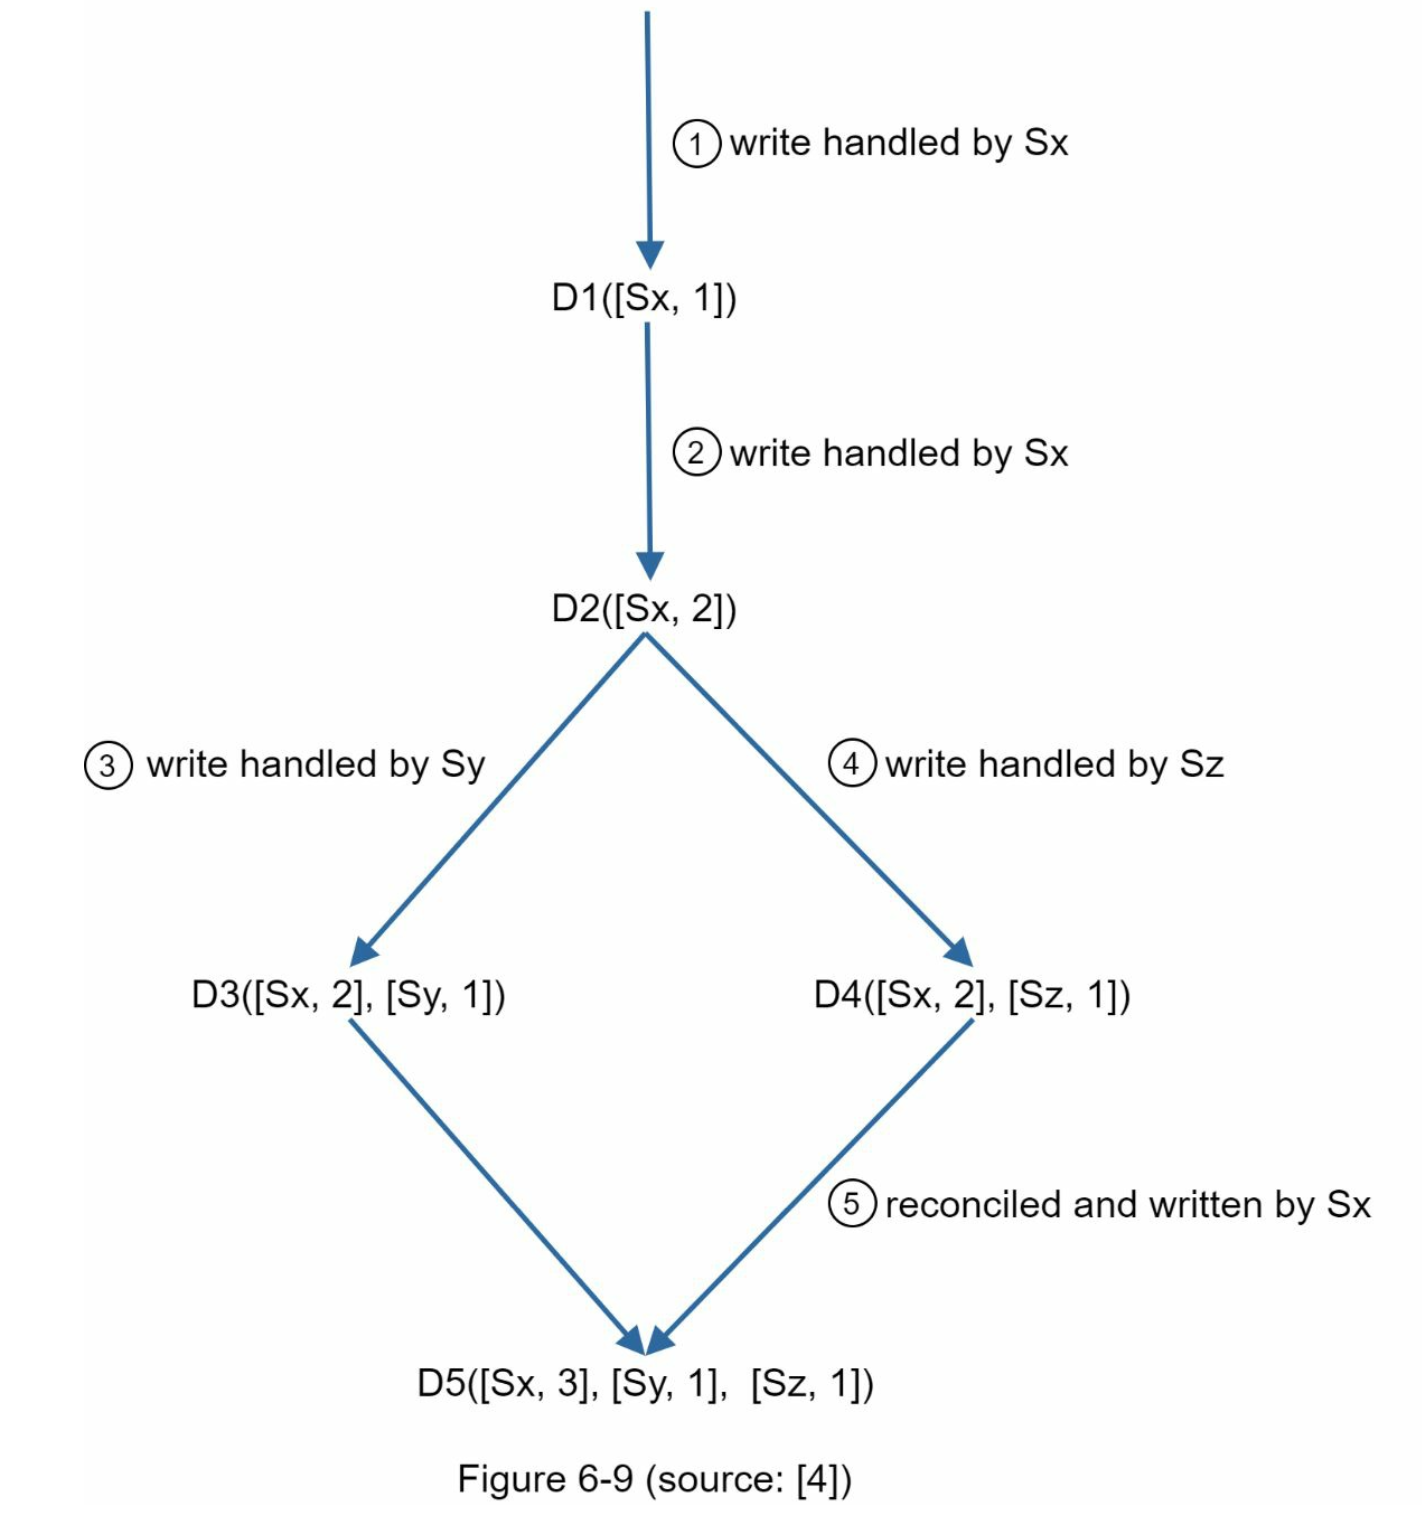 ① write handled by Sx
D1([Sx, 1])
② write handled by Sx
D2([Sx, 2])
③ write handled by Sy
④ write handled by Sz
D3([Sx, 2], [Sy, 1])
D4([Sx, 2], [Sz, 1])
⑤ reconciled and written by Sx
D5([Sx, 3], [Sy, 1], [Sz, 1])
Figure 6-9 (source: [4])